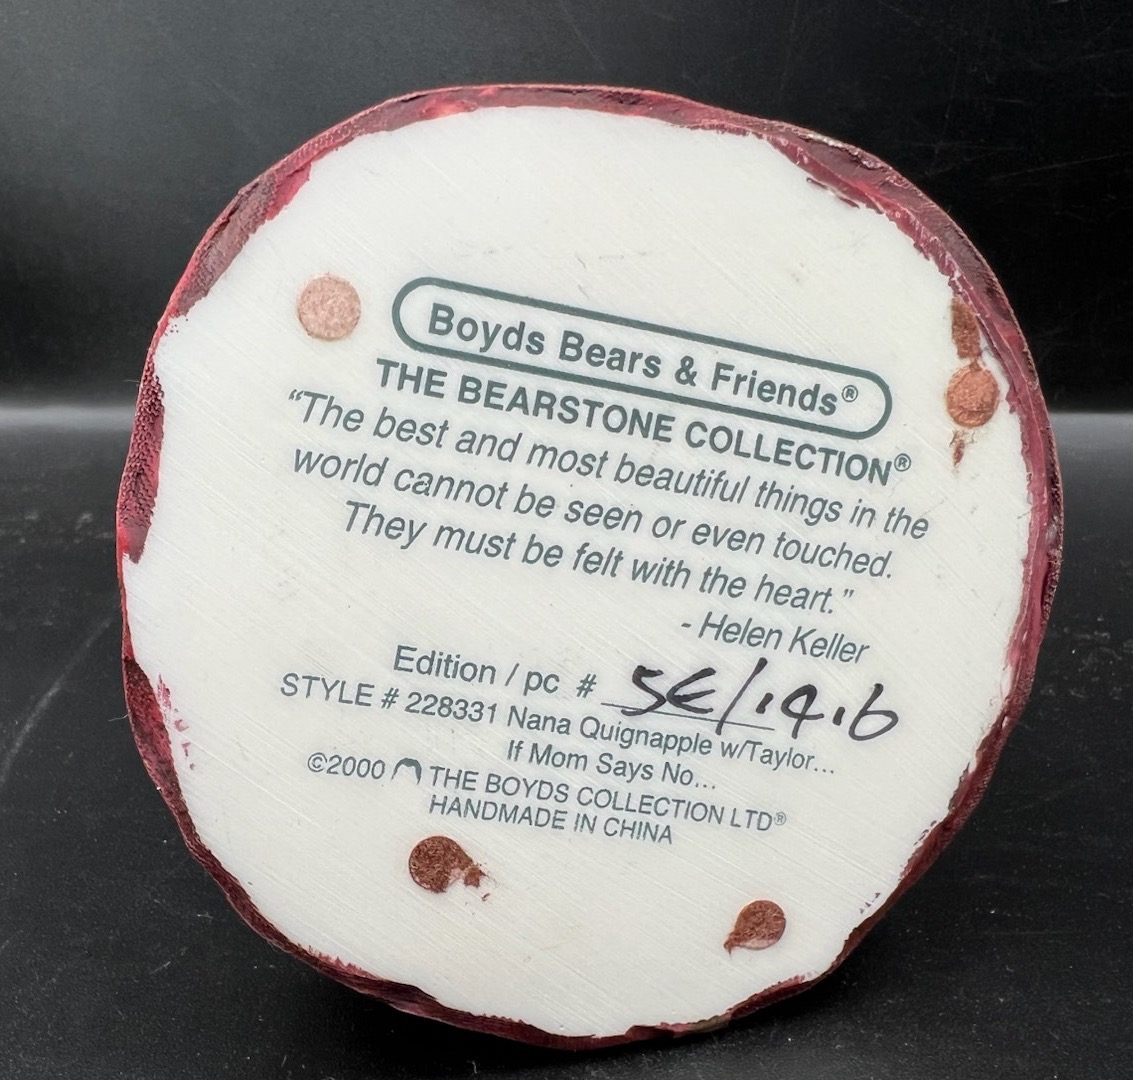 Boyds Bears & Friends®
THE BEARSTONE COLLECTION®
“The best and most beautiful things in the
world cannot be seen or even touched.
They must be felt with the heart.”
- Helen Keller
Edition / pc # 5E/1416
STYLE # 228331 Nana Quignapple w/Taylor...
If Mom Says No...
©2000 THE BOYDS COLLECTION LTD®
HANDMADE IN CHINA